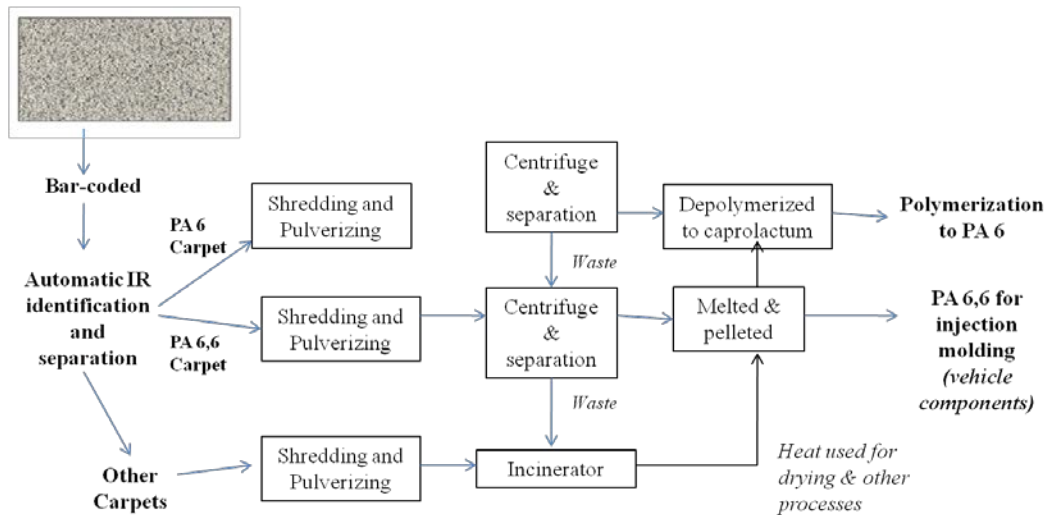 Bar-coded
Automatic IR
identification
and
separation
PA 6
Carpet
PA 6,6
Carpet
Other
Carpets
Shredding and
Pulverizing
Shredding and
Pulverizing
Shredding and
Pulverizing
Centrifuge
&
separation
Waste
Centrifuge
&
separation
Waste
Incinerator
Depolymerized
to caprolactum
Melted &
pelleted
Heat used for
drying & other
processes
Polymerization
to PA 6
PA 6,6 for
injection
molding
(vehicle
components)